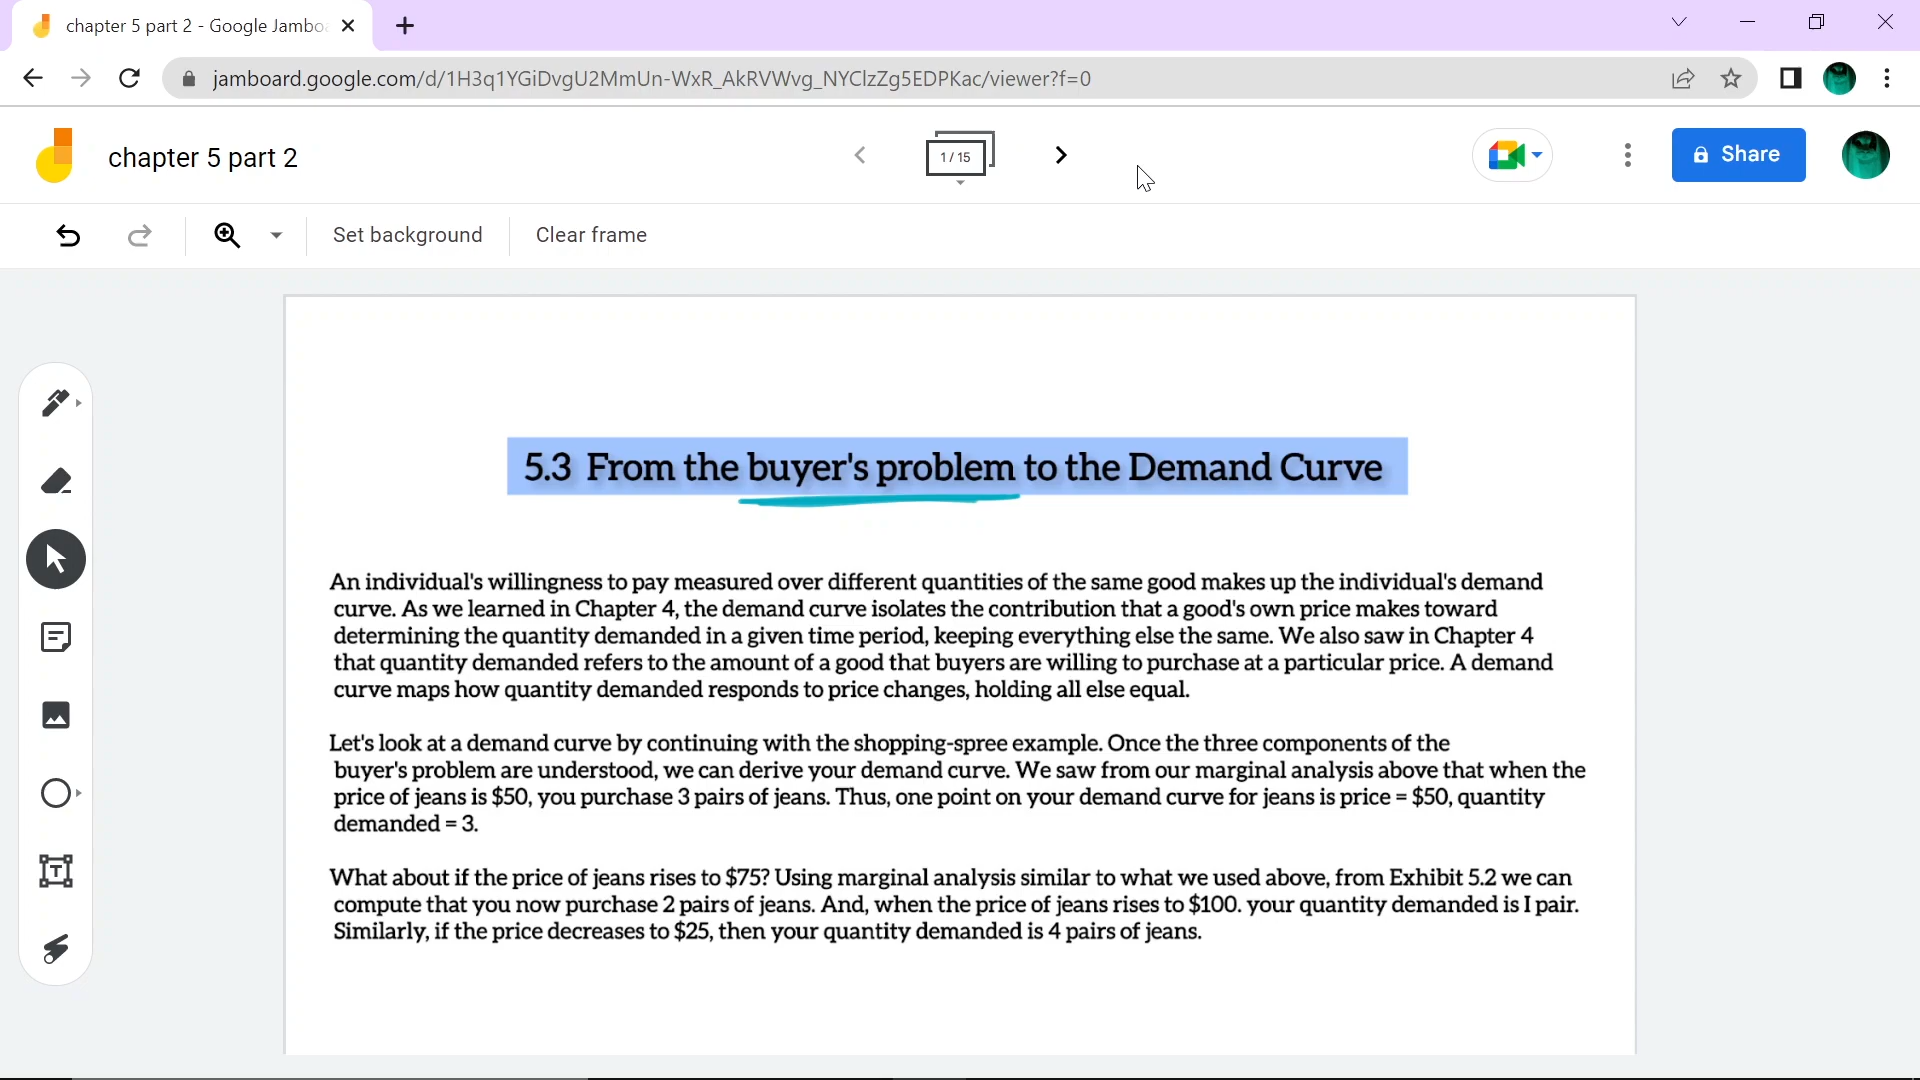 chapter 5 part 2 - Google Jambo
jamboard.google.com/d/1H3q1YGiDvgU2MmUn-WxR_AkRVWvg_NYClzZg5EDPKac/viewer?f=0
chapter 5 part 2
1 / 15
Share
Set background
Clear frame
5.3 From the buyer's problem to the Demand Curve
An individual's willingness to pay measured over different quantities of the same good makes up the individual's demand
curve. As we learned in Chapter 4, the demand curve isolates the contribution that a good's own price makes toward
determining the quantity demanded in a given time period, keeping everything else the same. We also saw in Chapter 4
that quantity demanded refers to the amount of a good that buyers are willing to purchase at a particular price. A demand
curve maps how quantity demanded responds to price changes, holding all else equal.
Let's look at a demand curve by continuing with the shopping-spree example. Once the three components of the
buyer's problem are understood, we can derive your demand curve. We saw from our marginal analysis above that when the
price of jeans is $50, you purchase 3 pairs of jeans. Thus, one point on your demand curve for jeans is price = $50, quantity
demanded = 3.
What about if the price of jeans rises to $75? Using marginal analysis similar to what we used above, from Exhibit 5.2 we can
compute that you now purchase 2 pairs of jeans. And, when the price of jeans rises to $100. your quantity demanded is I pair.
Similarly, if the price decreases to $25, then your quantity demanded is 4 pairs of jeans.